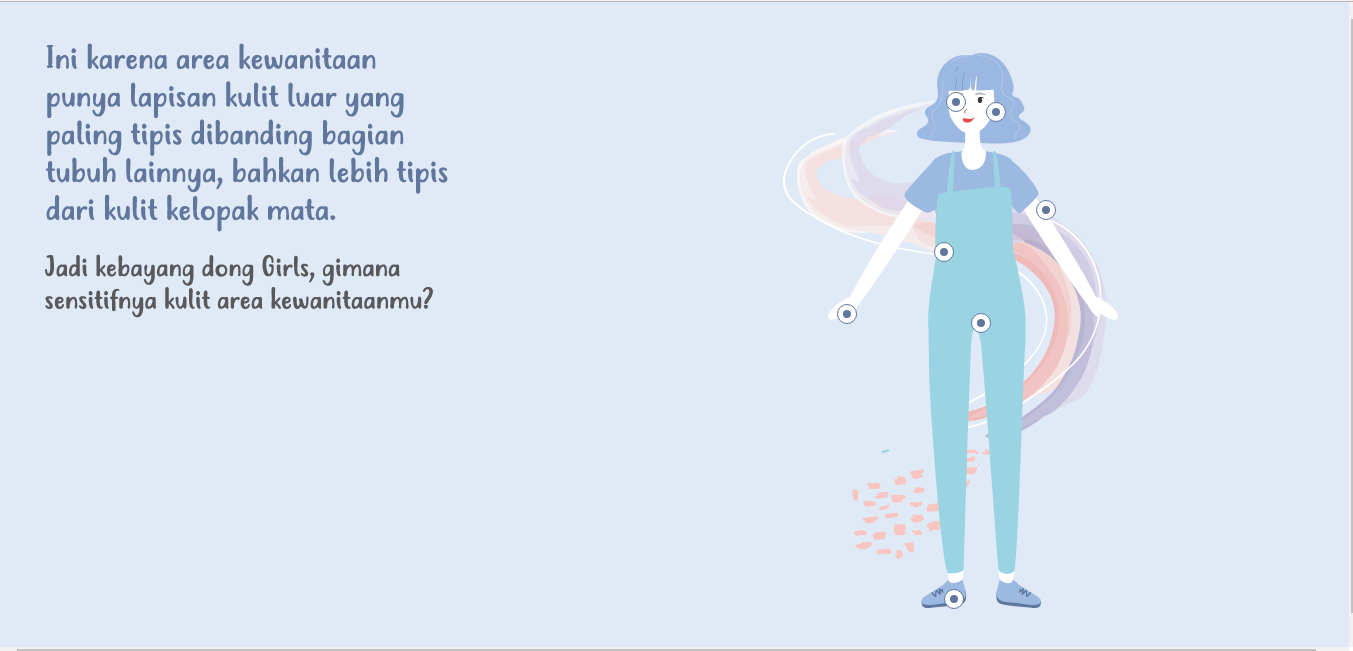 Ini karena area kewanitaan
punya lapisan kulit luar yang
paling tipis dibanding bagian
tubuh lainnya, bahkan lebih tipis
dari kulit kelopak mata.
Jadi kebayang dong Girls, gimana
sensitifnya kulit area kewanitaanmu?